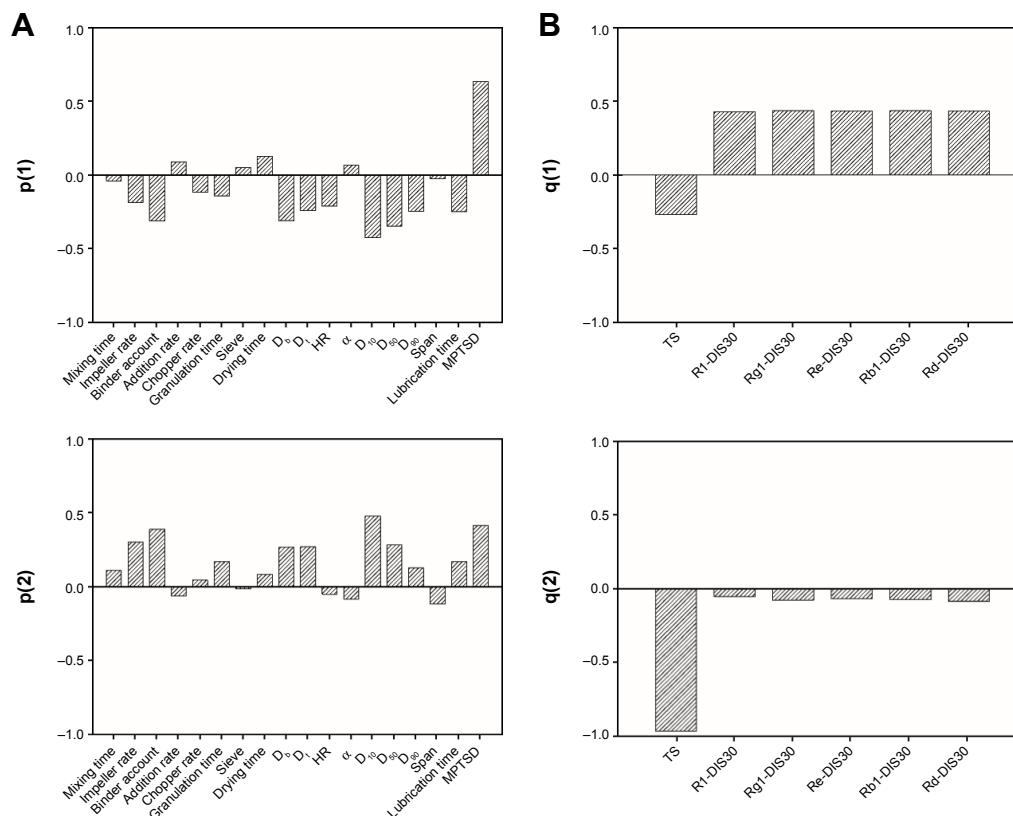 A
B
1.0
0.5
0.0
–0.5
–1.0
p(1)
Mixing time
Impeller rate
Binder account
Addition rate
Chopper rate
Granulation time
Sieve
Drying time
Db
Df
HR
α
D10
D50
D90
Span
Lubrication time
MPTSD
1.0
0.5
0.0
–0.5
–1.0
q(1)
TS
R1-DIS30
Rg1-DIS30
Re-DIS30
Rb1-DIS30
Rd-DIS30
1.0
0.5
0.0
–0.5
–1.0
p(2)
Mixing time
Impeller rate
Binder account
Addition rate
Chopper rate
Granulation time
Sieve
Drying time
Db
Df
HR
α
D10
D50
D90
Span
Lubrication time
MPTSD
1.0
0.5
0.0
–0.5
–1.0
q(2)
TS
R1-DIS30
Rg1-DIS30
Re-DIS30
Rb1-DIS30
Rd-DIS30